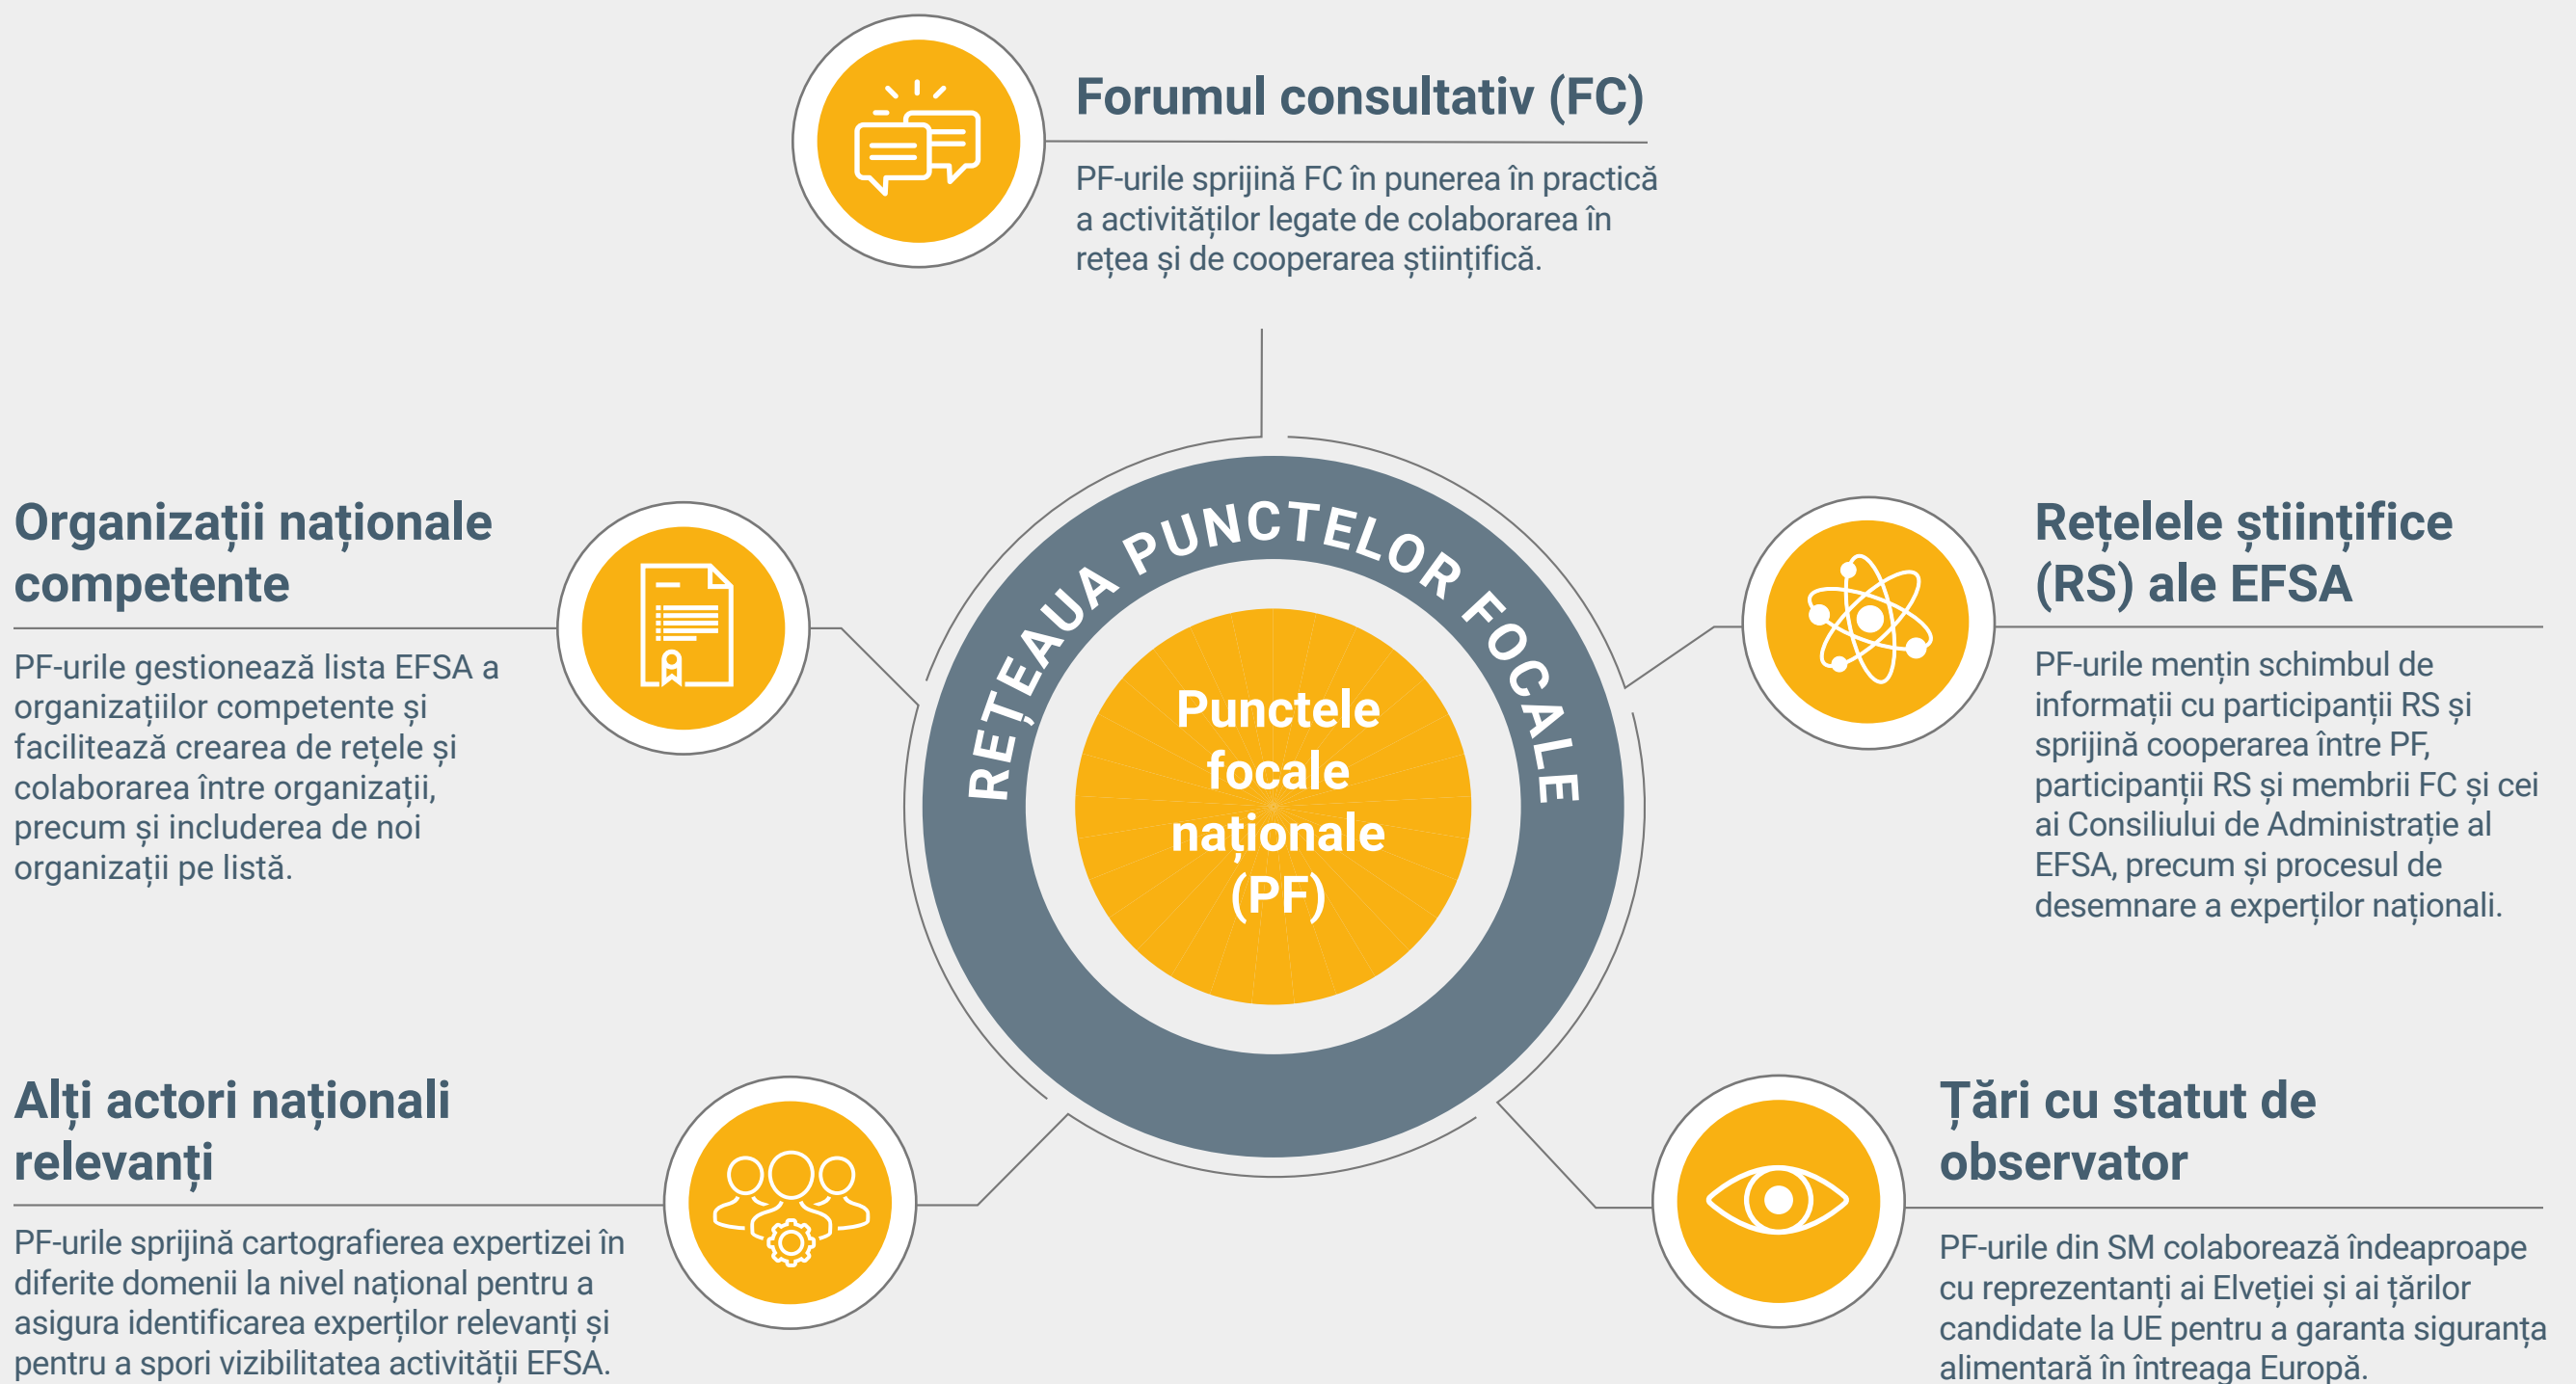 Forumul consultativ (FC)
PF-urile sprijină FC în punerea în practică
a activităților legate de colaborarea în
rețea și de cooperarea științifică.
Organizații naționale
competente
PF-urile gestionează lista EFSA a
organizațiilor competente și
facilitează crearea de rețele și
colaborarea între organizații,
precum și includerea de noi
organizații pe listă.
REȚEAUA PUNCTELOR FOCALE
Punctele
focale
naționale
(PF)
Rețelele științifice
(RS) ale EFSA
PF-urile mențin schimbul de
informații cu participanții RS și
sprijină cooperarea între PF,
participanții RS și membrii FC și cei
ai Consiliului de Administrație al
EFSA, precum și procesul de
desemnare a experților naționali.
Alți actori naționali
relevanți
PF-urile sprijină cartografierea expertizei în
diferite domenii la nivel național pentru a
asigura identificarea experților relevanți și
pentru a spori vizibilitatea activității EFSA.
Țări cu statut de
observator
PF-urile din SM colaborează îndeaproape
cu reprezentanți ai Elveției și ai țărilor
candidate la UE pentru a garanta siguranța
alimentară în întreaga Europă.